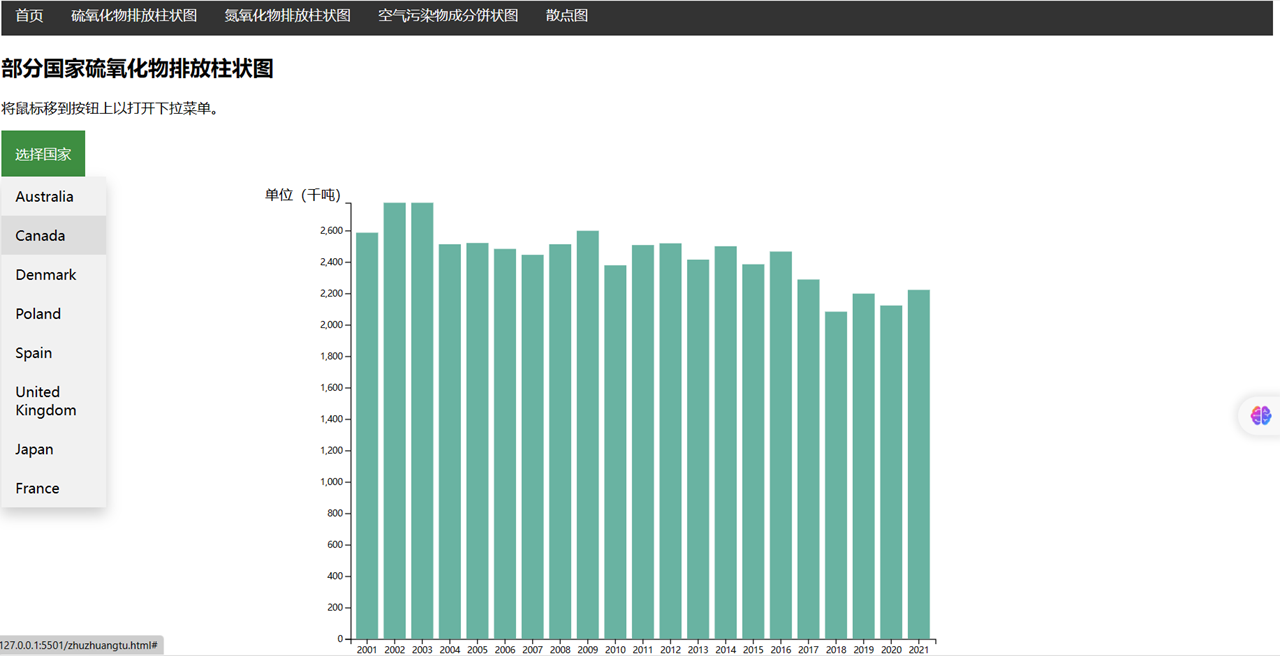 首页 硫氧化物排放柱状图 氮氧化物排放柱状图 空气污染物成分饼状图 散点图
部分国家硫氧化物排放柱状图
将鼠标移到按钮上以打开下拉菜单。
选择国家
Australia
Canada
Denmark
Poland
Spain
United
Kingdom
Japan
France
单位（千吨）
2,600
2,400
2,200
2,000
1,800
1,600
1,400
1,200
1,000
800
600
400
200
0
2001 2002 2003 2004 2005 2006 2007 2008 2009 2010 2011 2012 2013 2014 2015 2016 2017 2018 2019 2020 2021
127.0.0.1:5501/zhuzhuangtu.html#